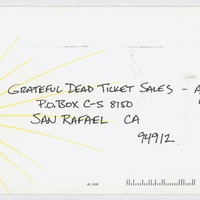 GRATEFUL DEAD TICKET SALES - A
P.O. BOX C-S 8150
SAN RAFAEL CA
94912